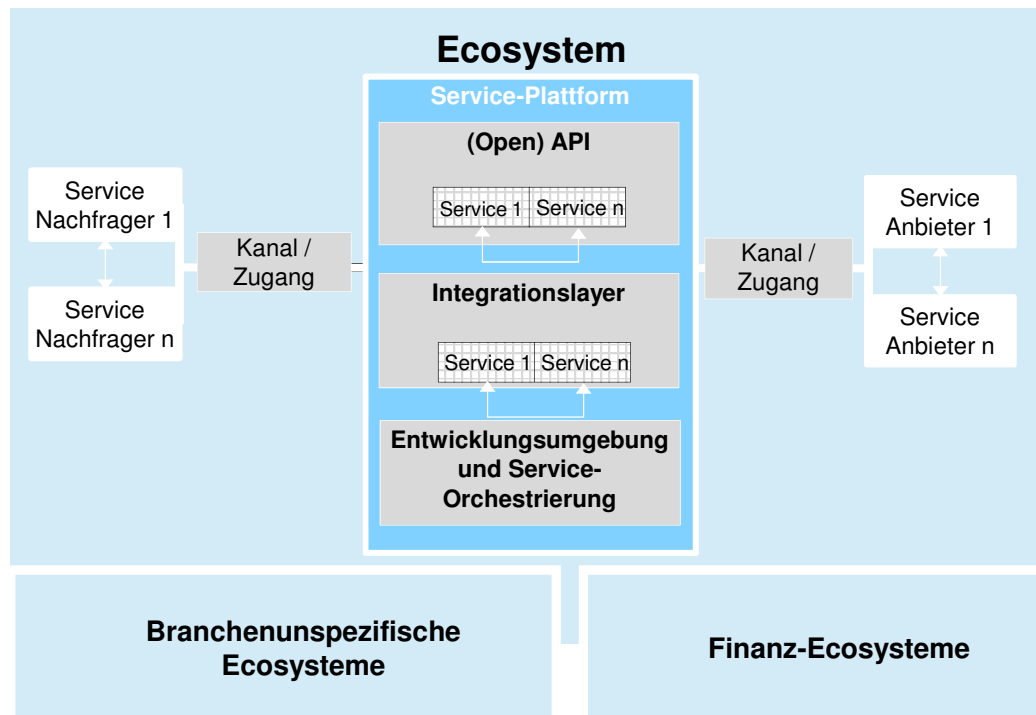 Ecosystem
Service-Plattform
(Open) API
Service 1 Service n
Service
Nachfrager 1
Kanal /
Zugang
Service
Nachfrager n
Integrationslayer
Service 1 Service n
Entwicklungsumgebung
und Service-
Orchestrierung
Kanal /
Zugang
Service
Anbieter 1
Service
Anbieter n
Branchenunspezifische
Ecosysteme
Finanz-Ecosysteme